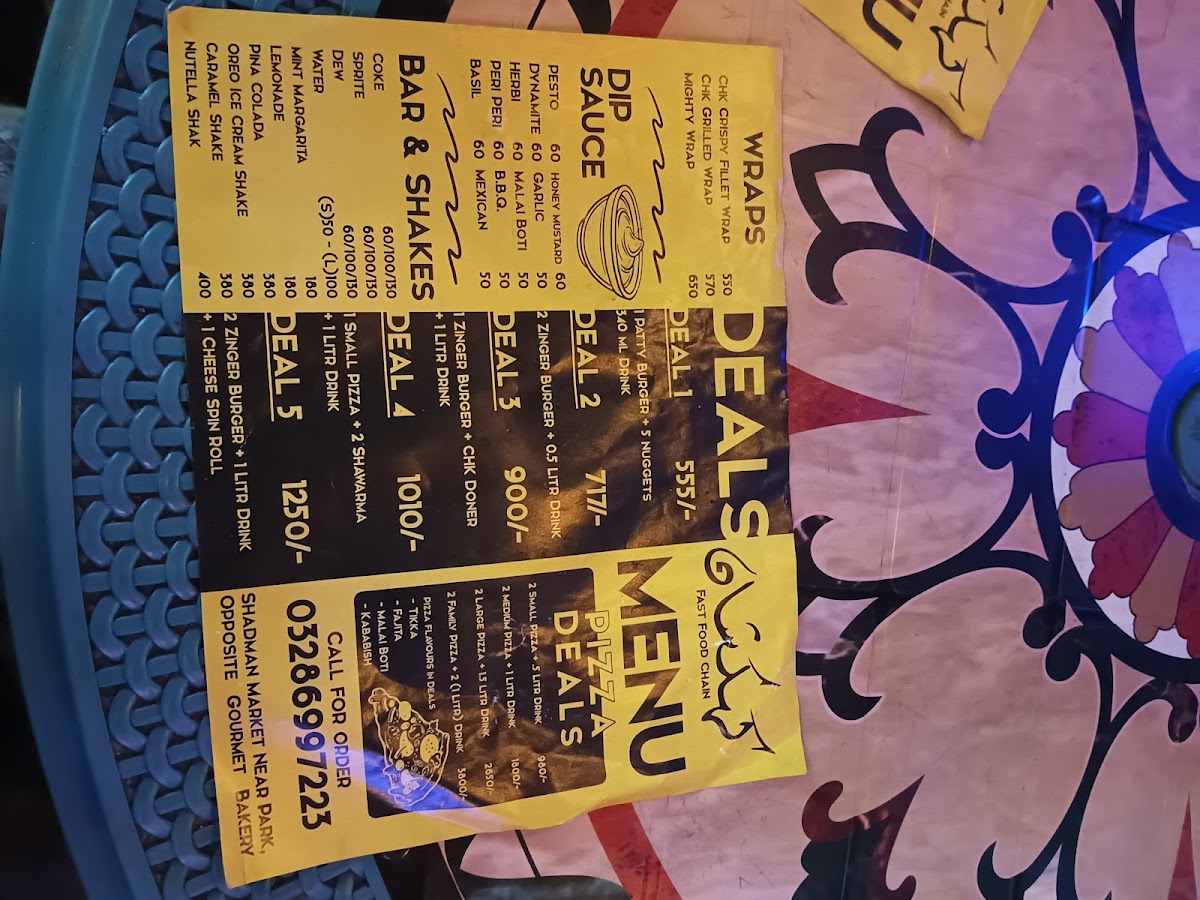 WRAPS
CHK CRISPY FILLET WRAP 550
CHK GRILLED WRAP 570
MIGHTY WRAP 650
DIP
SAUCE
PESTO 60 HONEY MUSTARD 60
DYNAMITE 60 GARLIC 50
HERBI 60 MALAI BOTI 50
PERI PERI 60 B.B.Q. 50
BASIL 60 MEXICAN 50
BAR & SHAKES
COKE 60/100/130
SPRITE 60/100/130
DEW 60/100/130
WATER (S)50 - (L)100
MINT MARGARITA 180
LEMONADE 180
PINA COLADA 380
OREO ICE CREAM SHAKE 380
CARAMEL SHAKE 380
NUTELLA SHAK 400
DEALS
DEAL 1 555/-
1 PATTY BURGER + 5 NUGGETS
340 ML DRINK
DEAL 2 717/-
2 ZINGER BURGER + 0.5 LITR DRINK
DEAL 3 900/-
1 ZINGER BURGER + CHK DONER
+ 1 LITR DRINK
DEAL 4 1010/-
1 SMALL PIZZA + 2 SHAWARMA
+ 1 LITR DRINK
DEAL 5 1250/-
2 ZINGER BURGER + 1 LITR DRINK
+ 1 CHEESE SPIN ROLL
FAST FOOD CHAIN
MENU
PIZZA
DEALS
2 SMALL PIZZA + .5 LITR DRINK 980/-
2 MEDIUM PIZZA + 1 LITR DRINK 1800/-
2 LARGE PIZZA + 1.5 LITR DRINK 2650/-
2 FAMILY PIZZA + 2 (1 LITR) DRINK 3800/-
PIZZA FLAVOURS IN DEALS
- TIKKA
- FAJITA
- MALAI BOTI
- KABABISH
CALL FOR ORDER
03286997223
SHADMAN MARKET NEAR PARK,
OPPOSITE GOURMET BAKERY